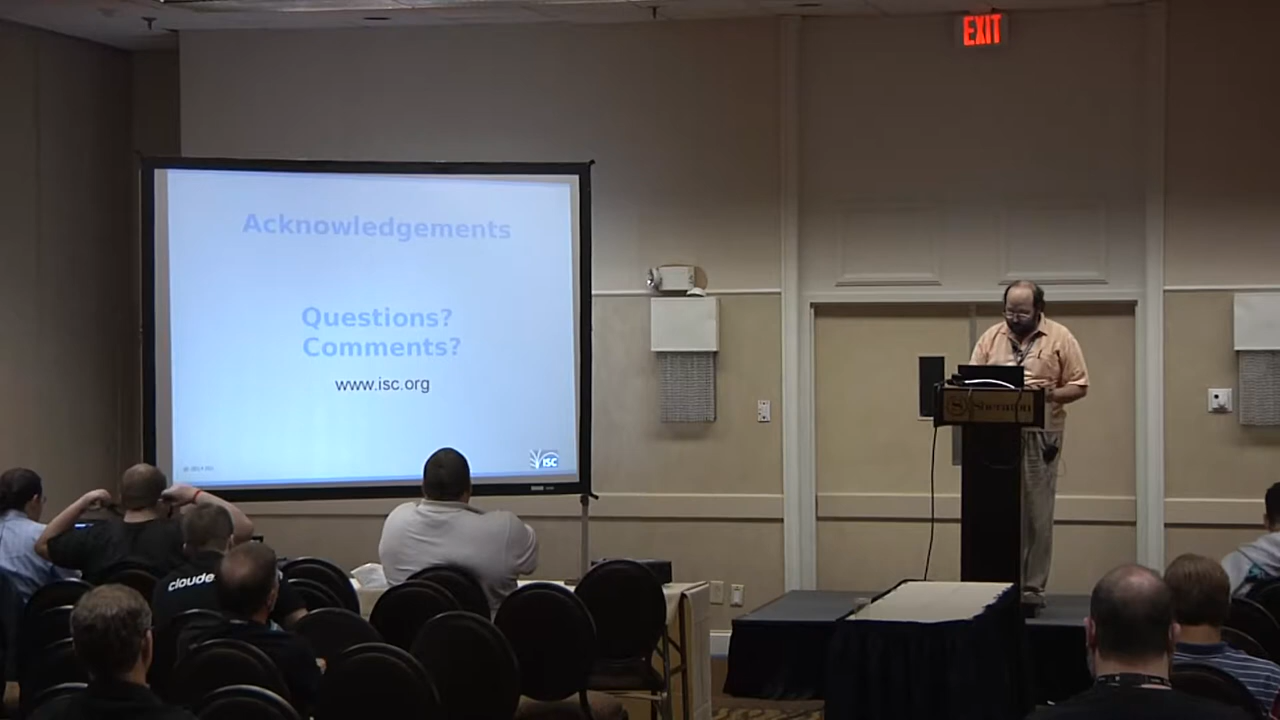 EXIT
Acknowledgements
Questions?
Comments?
www.isc.org
ISC
Sheraton
cloude